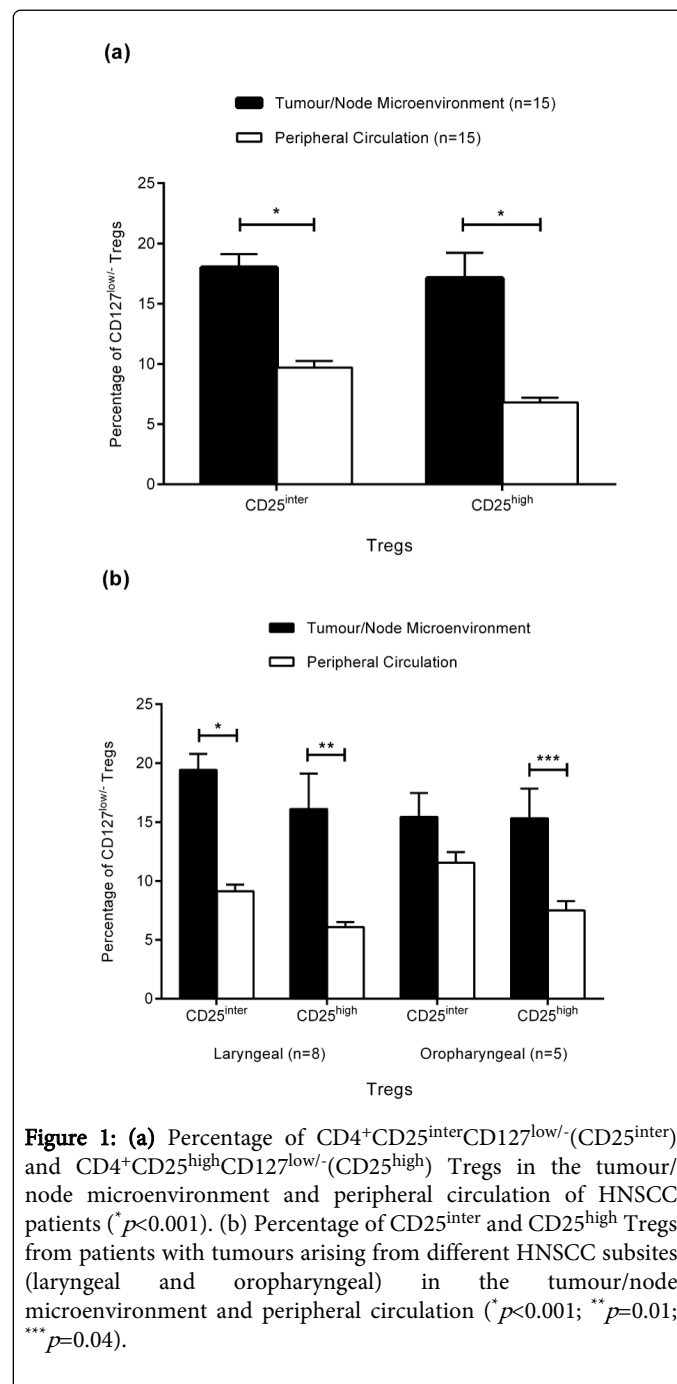 (a)
Tumour/Node Microenvironment (n=15)
Peripheral Circulation (n=15)
Percentage of CD127low/- Tregs
25
20
15
10
5
0
*
*
CD25inter
CD25high
Tregs
(b)
Tumour/Node Microenvironment
Peripheral Circulation
Percentage of CD127low/- Tregs
25
20
15
10
5
0
*
**
***
CD25inter
CD25high
CD25inter
CD25high
Laryngeal (n=8)
Oropharyngeal (n=5)
Tregs
Figure 1: (a) Percentage of CD4+CD25interCD127low/-(CD25inter)
and CD4+CD25highCD127low/-(CD25high) Tregs in the tumour/
node microenvironment and peripheral circulation of HNSCC
patients (*p<0.001). (b) Percentage of CD25inter and CD25high Tregs
from patients with tumours arising from different HNSCC subsites
(laryngeal and oropharyngeal) in the tumour/node
microenvironment and peripheral circulation (*p<0.001; **p=0.01;
***p=0.04).